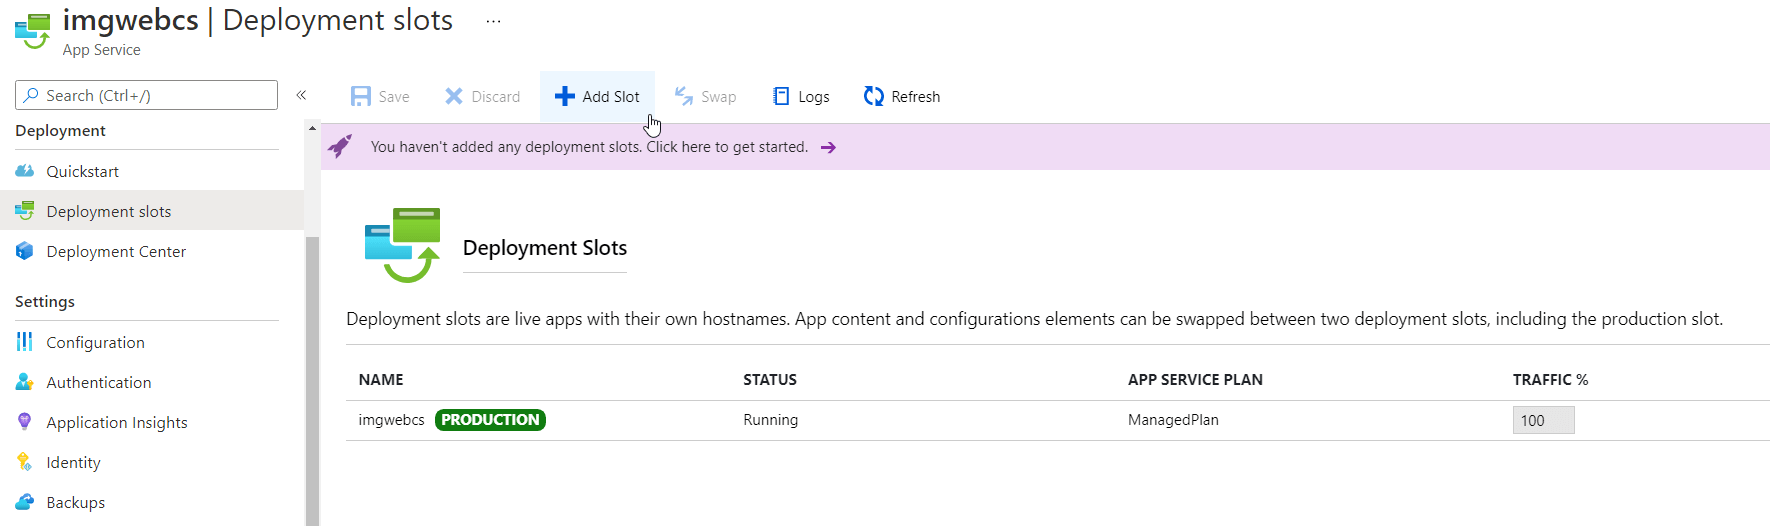 imgwebcs | Deployment slots ...
App Service
Search (Ctrl+/)
«
Deployment
Quickstart
Deployment slots
Deployment Center
Settings
Configuration
Authentication
Application Insights
Identity
Backups
Save Discard Add Slot Swap Logs Refresh
You haven't added any deployment slots. Click here to get started. →
Deployment Slots
Deployment slots are live apps with their own hostnames. App content and configurations elements can be swapped between two deployment slots, including the production slot.
NAME STATUS APP SERVICE PLAN TRAFFIC %
imgwebcs PRODUCTION Running ManagedPlan 100